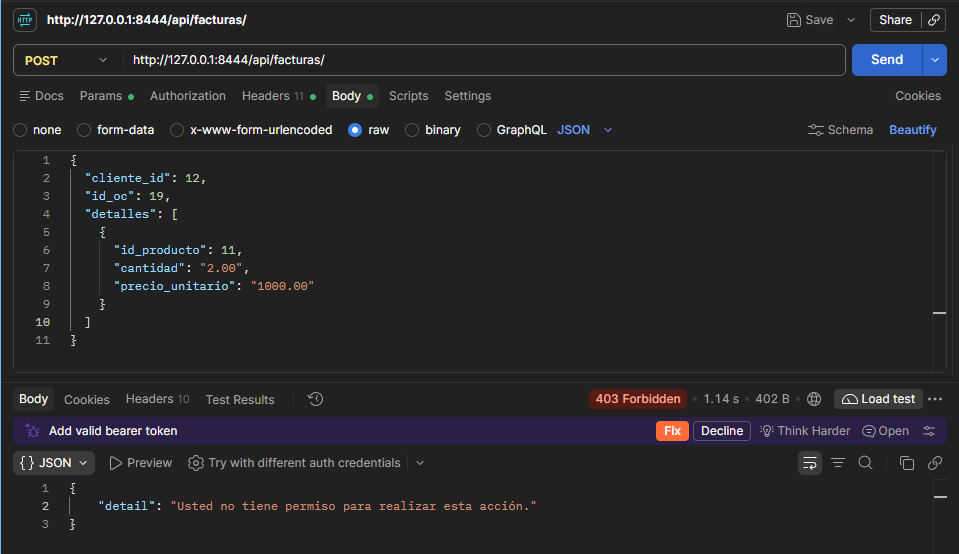 HTTP http://127.0.0.1:8444/api/facturas/ Save Share
POST http://127.0.0.1:8444/api/facturas/ Send
Docs Params Authorization Headers 11 Body Scripts Settings Cookies
none form-data x-www-form-urlencoded raw binary GraphQL JSON Schema Beautify
1 {
2 "cliente_id": 12,
3 "id_oc": 19,
4 "detalles": [
5 {
6 "id_producto": 11,
7 "cantidad": "2.00",
8 "precio_unitario": "1000.00"
9 }
10 ]
11 }
Body Cookies Headers 10 Test Results 403 Forbidden • 1.14 s • 402 B • Load test
Add valid bearer token Fix Decline Think Harder Open
{} JSON Preview Try with different auth credentials
1 {
2 "detail": "Usted no tiene permiso para realizar esta acción."
3 }